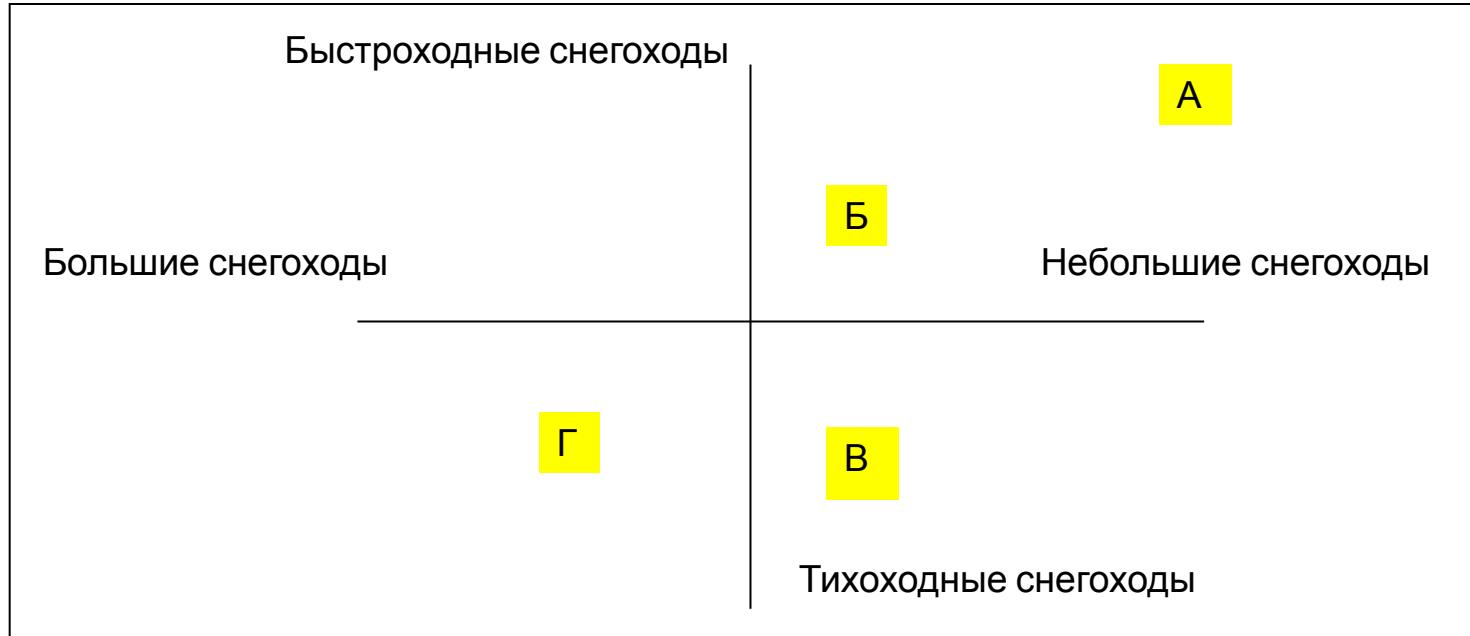 Быстроходные снегоходы
А
Б
Большие снегоходы
Небольшие снегоходы
Г
В
Тихоходные снегоходы